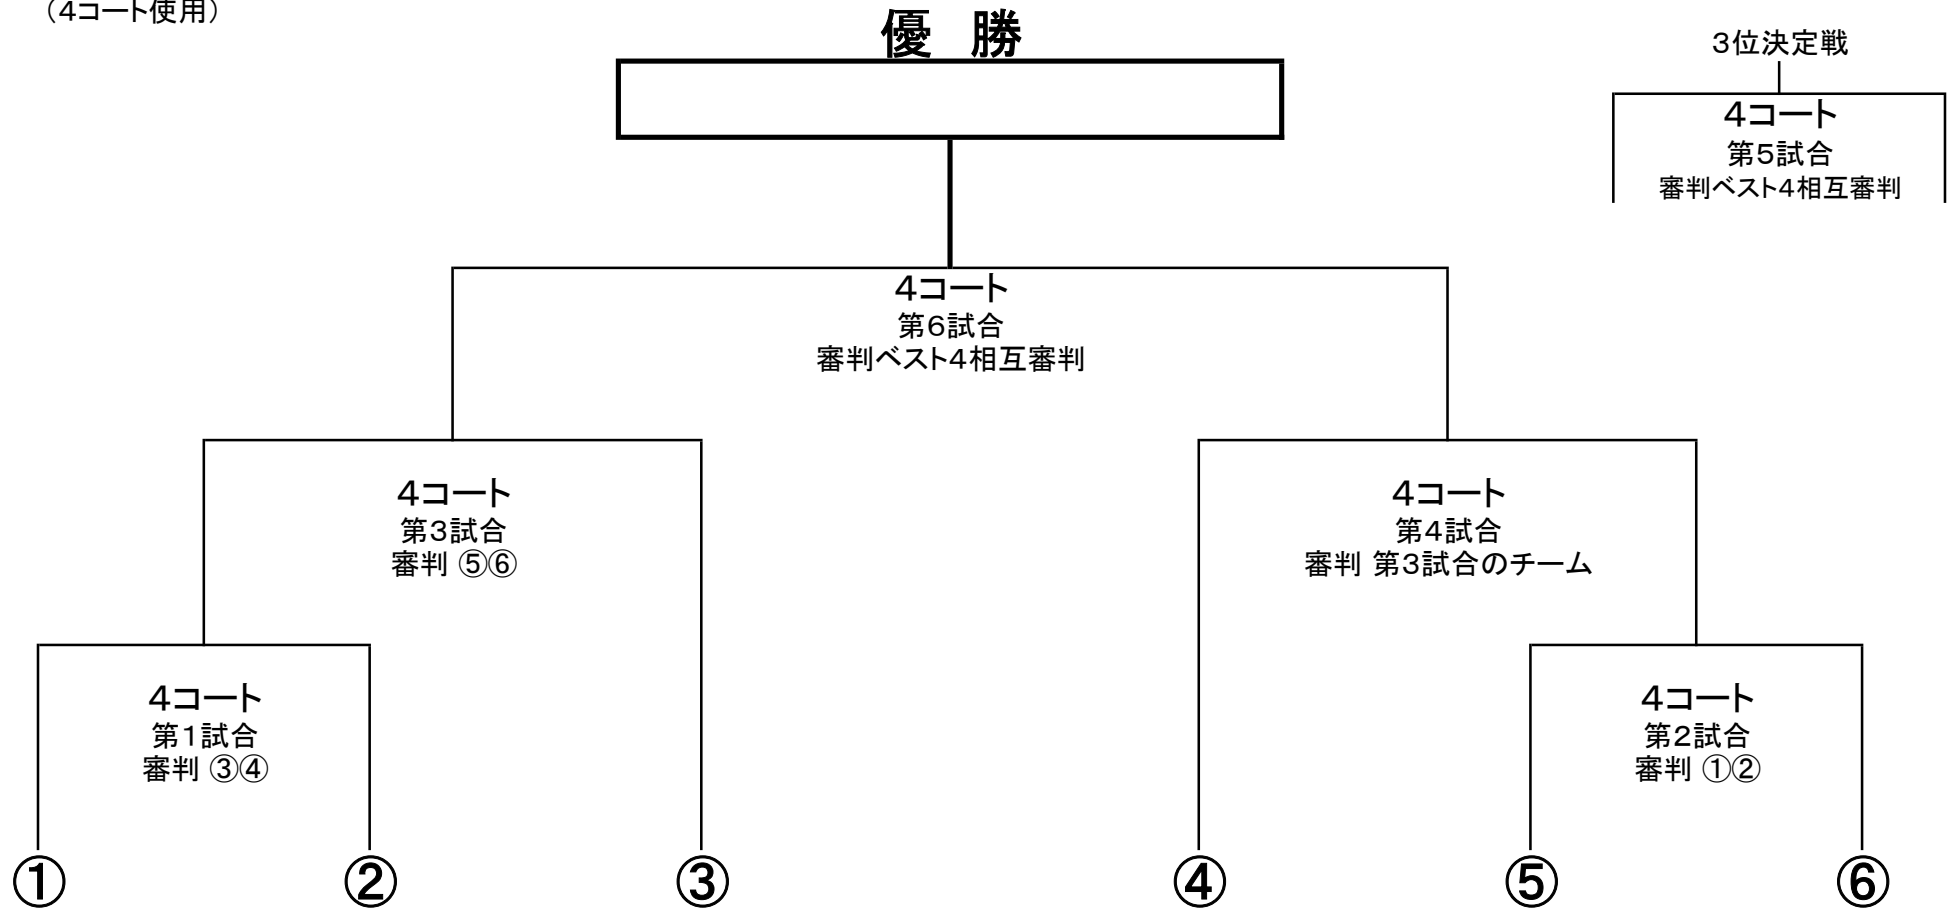 （4コート使用）
優　勝
3位決定戦
4コート
第5試合
審判ベスト4相互審判
4コート
第6試合
審判ベスト4相互審判
4コート
第3試合
審判 ⑤⑥
4コート
第4試合
審判 第3試合のチーム
4コート
第1試合
審判 ③④
4コート
第2試合
審判 ①②
① ② ③ ④ ⑤ ⑥